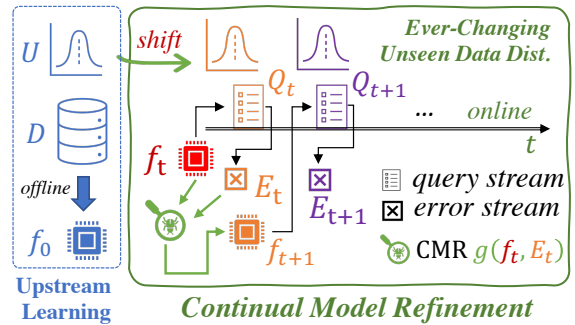 U
D
offline
f_0
Upstream
Learning
shift
Ever-Changing
Unseen Data Dist.
Q_t
Q_{t+1}
... online
t
f_t
E_t
E_{t+1}
f_{t+1}
query stream
error stream
CMR g(f_t, E_t)
Continual Model Refinement